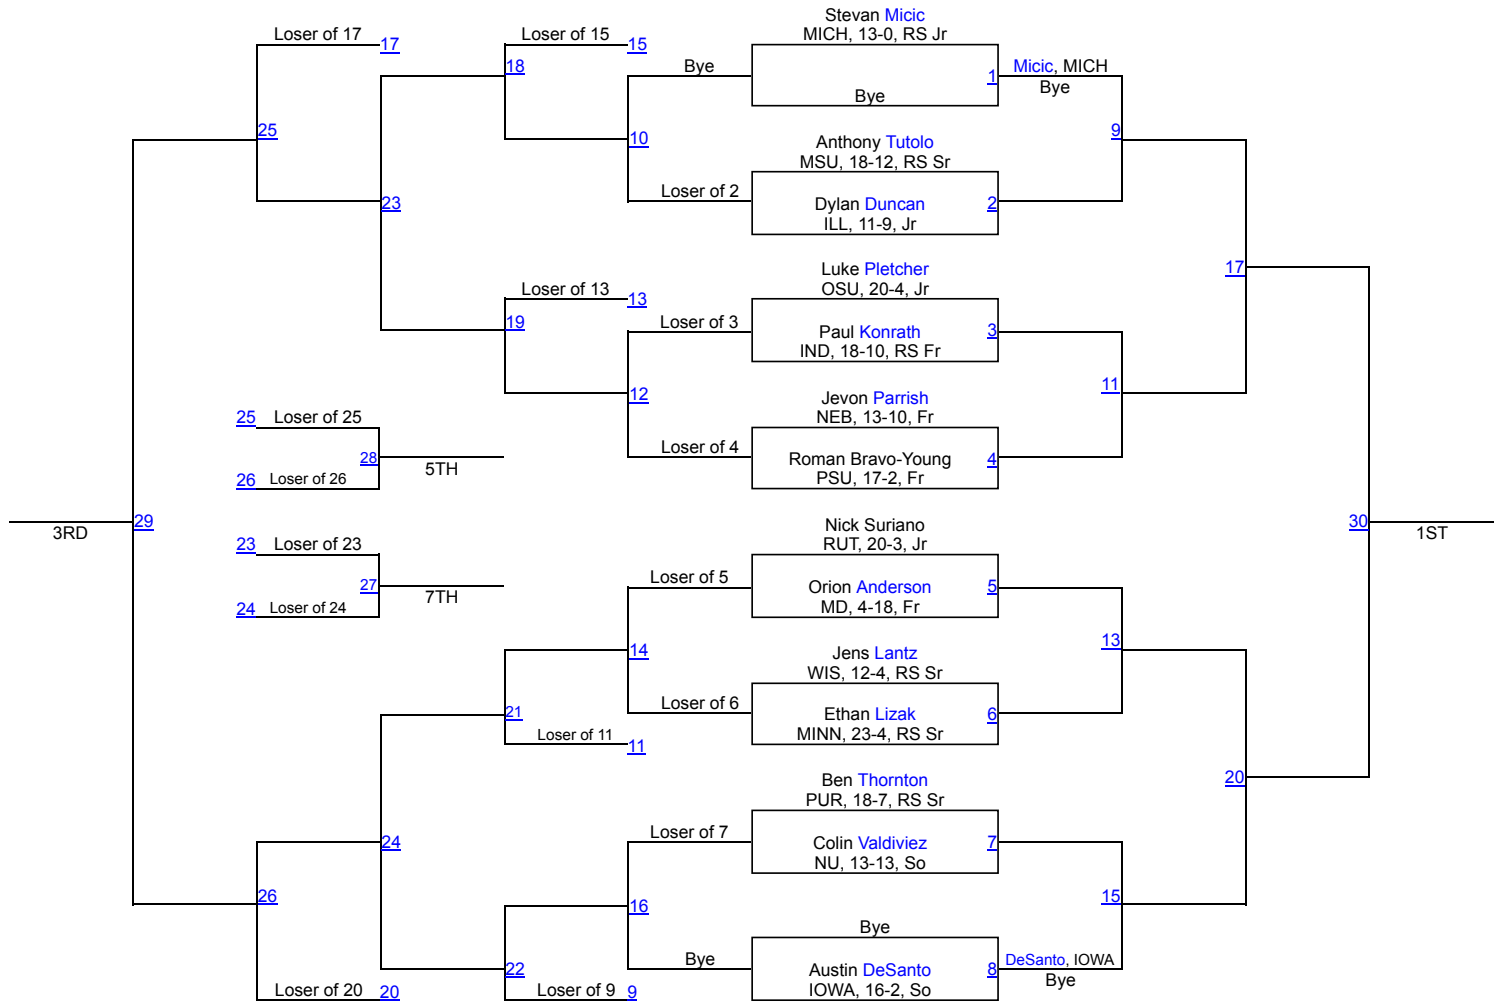 Stevan Micic
MICH, 13-0, RS Jr
Loser of 17
17
Loser of 15
15
18
Bye
1
Micic, MICH
Bye
Bye
25
10
9
Anthony Tutolo
MSU, 18-12, RS Sr
23
Loser of 2
Dylan Duncan
ILL, 11-9, Jr
2
Luke Pletcher
OSU, 20-4, Jr
17
Loser of 13
13
19
Loser of 3
Paul Konrath
IND, 18-10, RS Fr
3
12
11
Jevon Parrish
NEB, 13-10, Fr
25
Loser of 25
Loser of 4
Roman Bravo-Young
PSU, 17-2, Fr
4
28
5TH
26
Loser of 26
29
3RD
30
1ST
Nick Suriano
RUT, 20-3, Jr
23
Loser of 23
27
7TH
24
Loser of 24
Loser of 5
Orion Anderson
MD, 4-18, Fr
5
14
13
Jens Lantz
WIS, 12-4, RS Sr
21
Loser of 6
Ethan Lizak
MINN, 23-4, RS Sr
6
Loser of 11
11
Ben Thornton
PUR, 18-7, RS Sr
20
24
Loser of 7
Colin Valdiviez
NU, 13-13, So
7
26
16
15
Bye
22
Bye
Austin DeSanto
IOWA, 16-2, So
8
DeSanto, IOWA
Bye
Loser of 20
20
Loser of 9
9